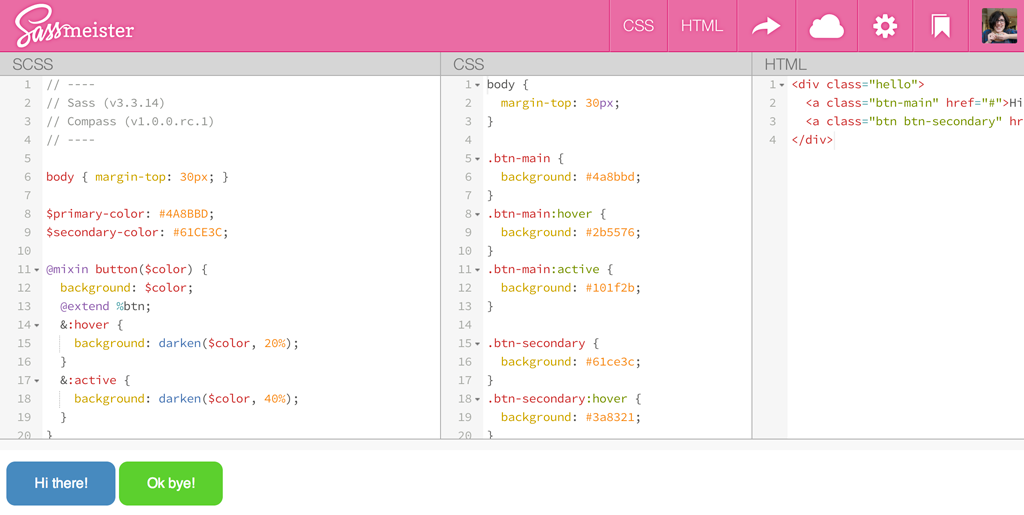 Sassmeister
CSS
HTML
SCSS
1 // ----
2 // Sass (v3.3.14)
3 // Compass (v1.0.0.rc.1)
4 // ----
5
6 body { margin-top: 30px; }
7
8 $primary-color: #4A8BBD;
9 $secondary-color: #61CE3C;
10
11 @mixin button($color) {
12 background: $color;
13 @extend %btn;
14 &:hover {
15 background: darken($color, 20%);
16 }
17 &:active {
18 background: darken($color, 40%);
19 }
20 }
CSS
1 body {
2 margin-top: 30px;
3 }
4
5 .btn-main {
6 background: #4a8bbd;
7 }
8 .btn-main:hover {
9 background: #2b5576;
10 }
11 .btn-main:active {
12 background: #101f2b;
13 }
14
15 .btn-secondary {
16 background: #61ce3c;
17 }
18 .btn-secondary:hover {
19 background: #3a8321;
20 }
HTML
1 <div class="hello">
2 <a class="btn-main" href="#">Hi
3 <a class="btn btn-secondary" hr
4 </div>
Hi there!
Ok bye!